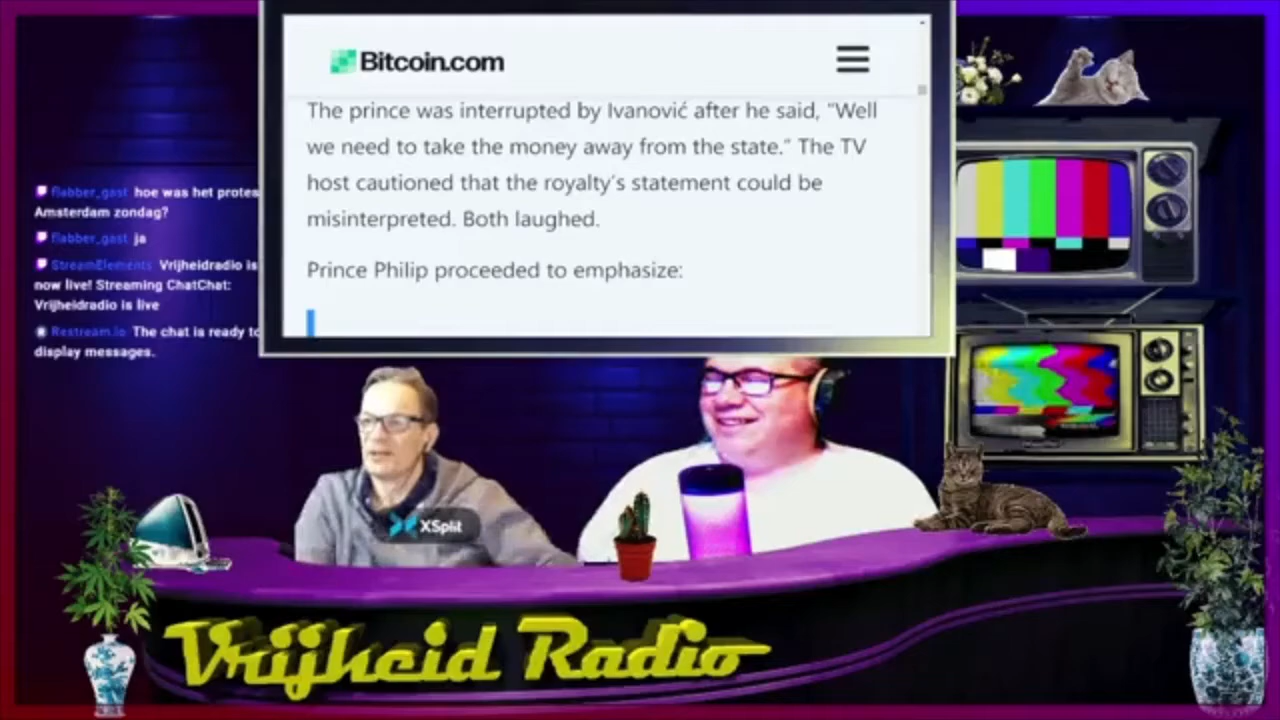 Bitcoin.com
The prince was interrupted by Ivanović after he said, “Well
we need to take the money away from the state.” The TV
host cautioned that the royalty’s statement could be
misinterpreted. Both laughed.
Prince Philip proceeded to emphasize:
flabber_gast hoe was het protes
Amsterdam zondag?
flabber_gast ja
StreamElements Vrijheidradio is
now live! Streaming ChatChat:
Vrijheidradio is live
Restream.io The chat is ready to
display messages.
XSplit
Vrijheid Radio